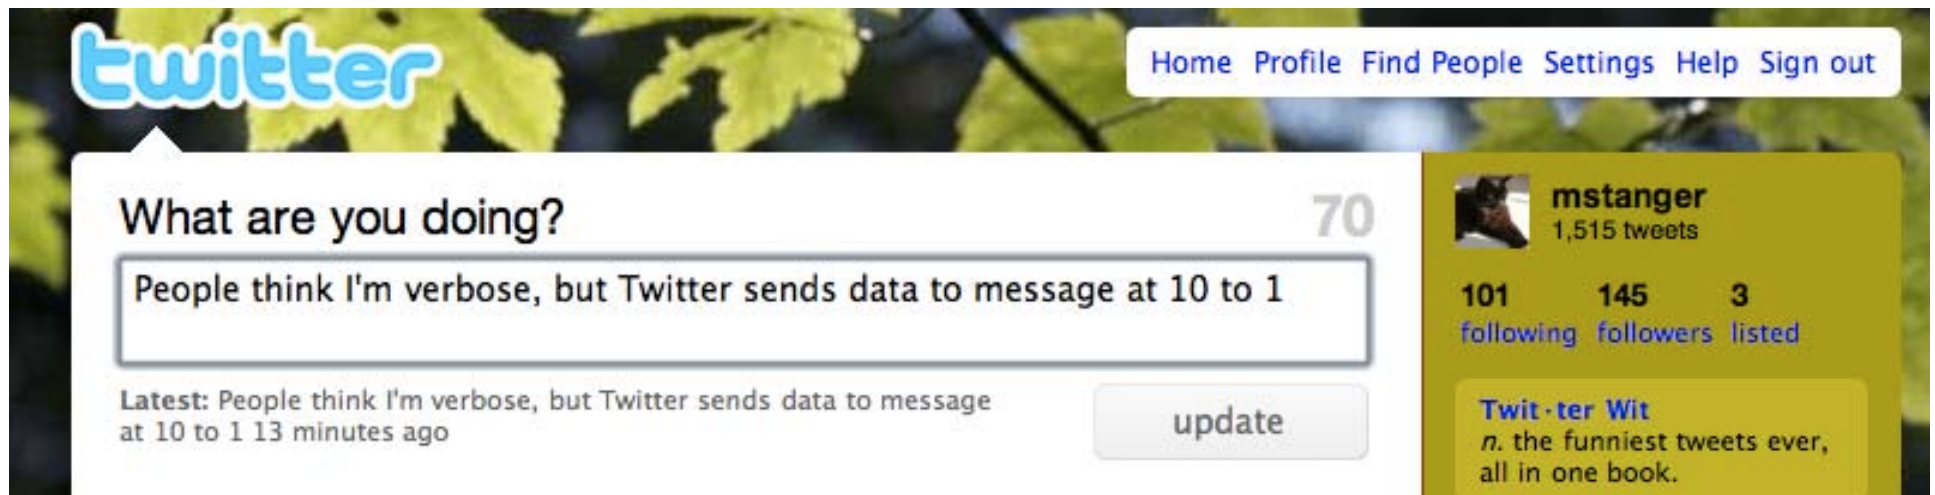 twitter
Home Profile Find People Settings Help Sign out
What are you doing?
70
People think I'm verbose, but Twitter sends data to message at 10 to 1
Latest: People think I'm verbose, but Twitter sends data to message
at 10 to 1 13 minutes ago
update
mstanger
1,515 tweets
101 145 3
following followers listed
Twit·ter Wit
n. the funniest tweets ever,
all in one book.